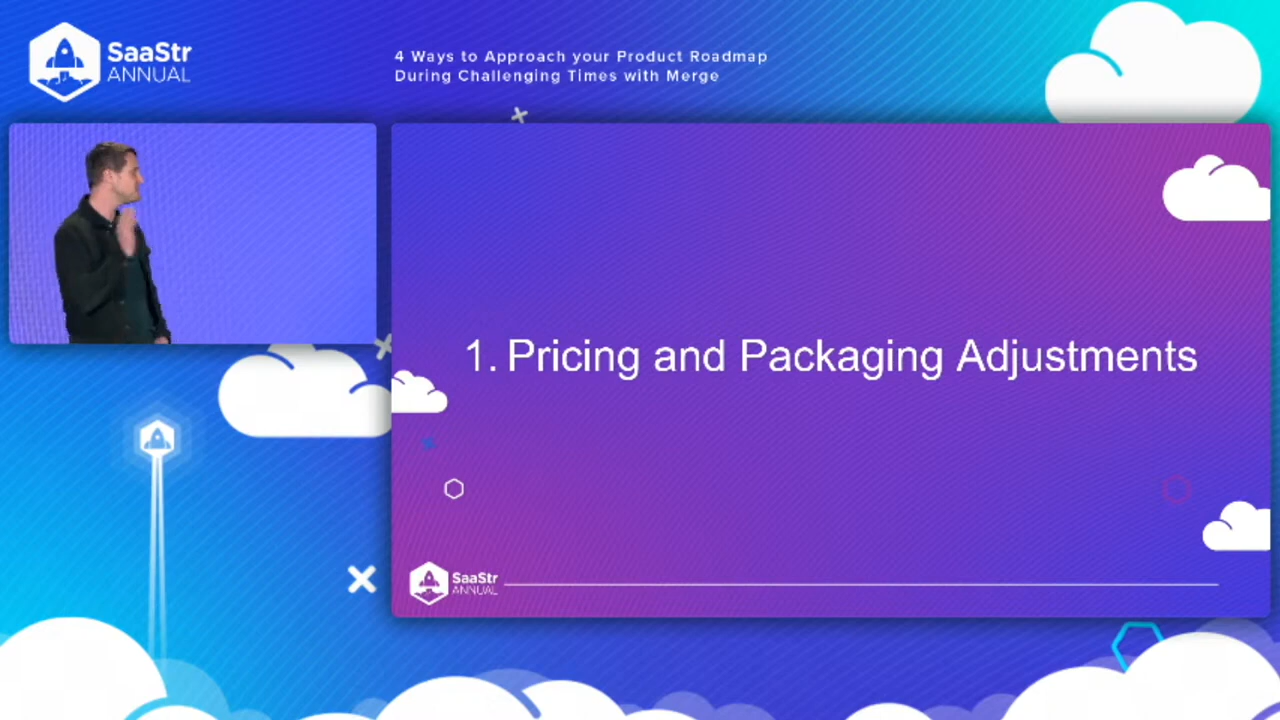 SaaStr
ANNUAL
4 Ways to Approach your Product Roadmap
During Challenging Times with Merge
1. Pricing and Packaging Adjustments
SaaStr
ANNUAL